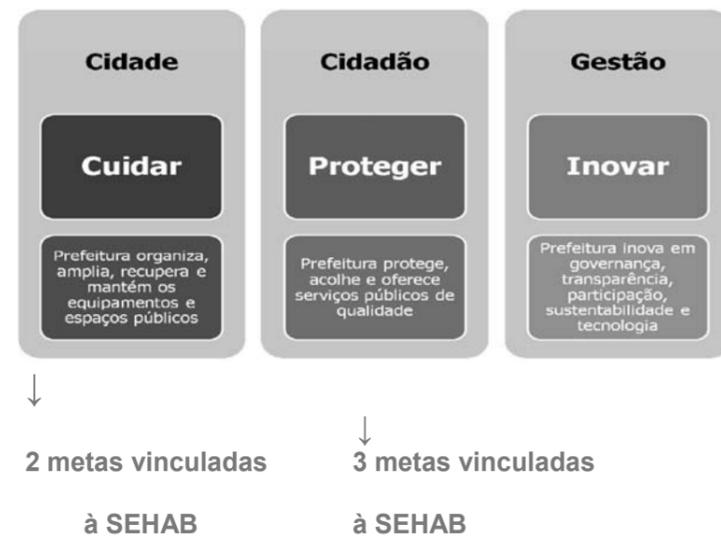 Cidade
Cuidar
Prefeitura organiza,
amplia, recupera e
mantém os
equipamentos e
espaços públicos
Cidadão
Proteger
Prefeitura protege,
acolhe e oferece
serviços públicos de
qualidade
Gestão
Inovar
Prefeitura inova em
governança,
transparência,
participação,
sustentabilidade e
tecnologia
↓
2 metas vinculadas
à SEHAB
↓
3 metas vinculadas
à SEHAB